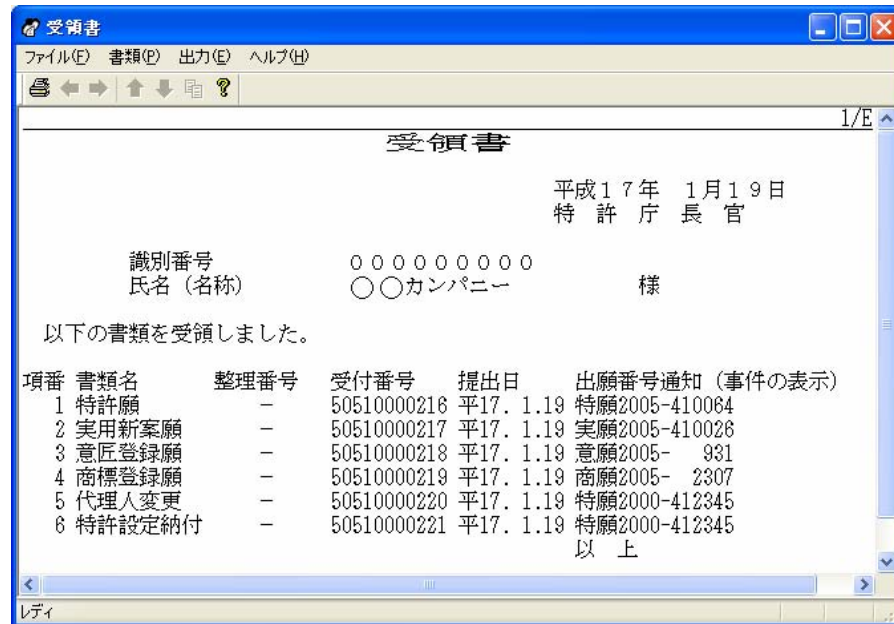 受領書
ファイル(F) 書類(P) 出力(E) ヘルプ(H)
1/E
受領書
平成１７年 １月１９日
特 許 庁 長 官
識別番号 ０００００００００
氏名（名称） ○○カンパニー 様
以下の書類を受領しました。
項番 書類名 整理番号 受付番号 提出日 出願番号通知（事件の表示）
1 特許願 − 50510000216 平17. 1.19 特願2005-410064
2 実用新案願 − 50510000217 平17. 1.19 実願2005-410026
3 意匠登録願 − 50510000218 平17. 1.19 意願2005- 931
4 商標登録願 − 50510000219 平17. 1.19 商願2005- 2307
5 代理人変更 − 50510000220 平17. 1.19 特願2000-412345
6 特許設定納付 − 50510000221 平17. 1.19 特願2000-412345
以 上
レディ